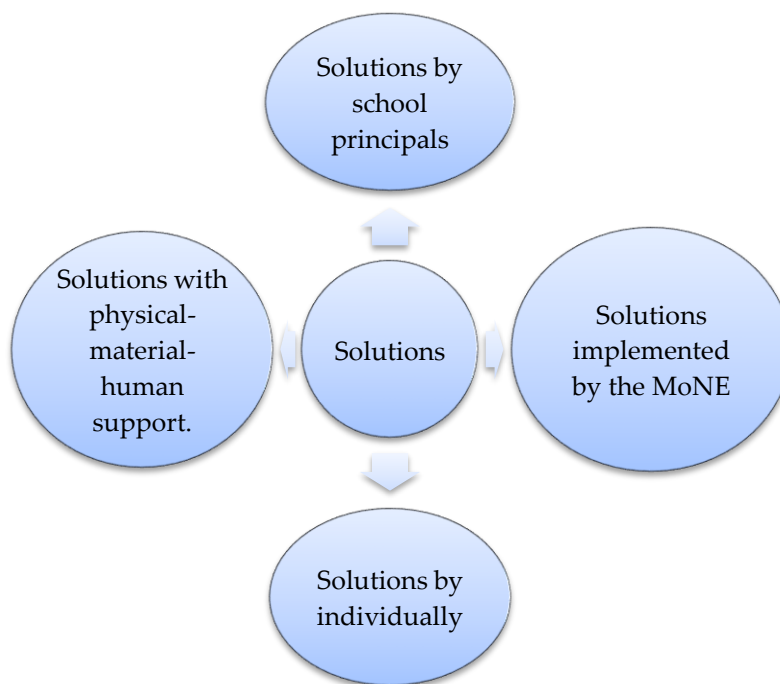 Solutions by
school
principals
Solutions with
physical-
material-
human
support.
Solutions
Solutions
implemented
by the MoNE
Solutions by
individually